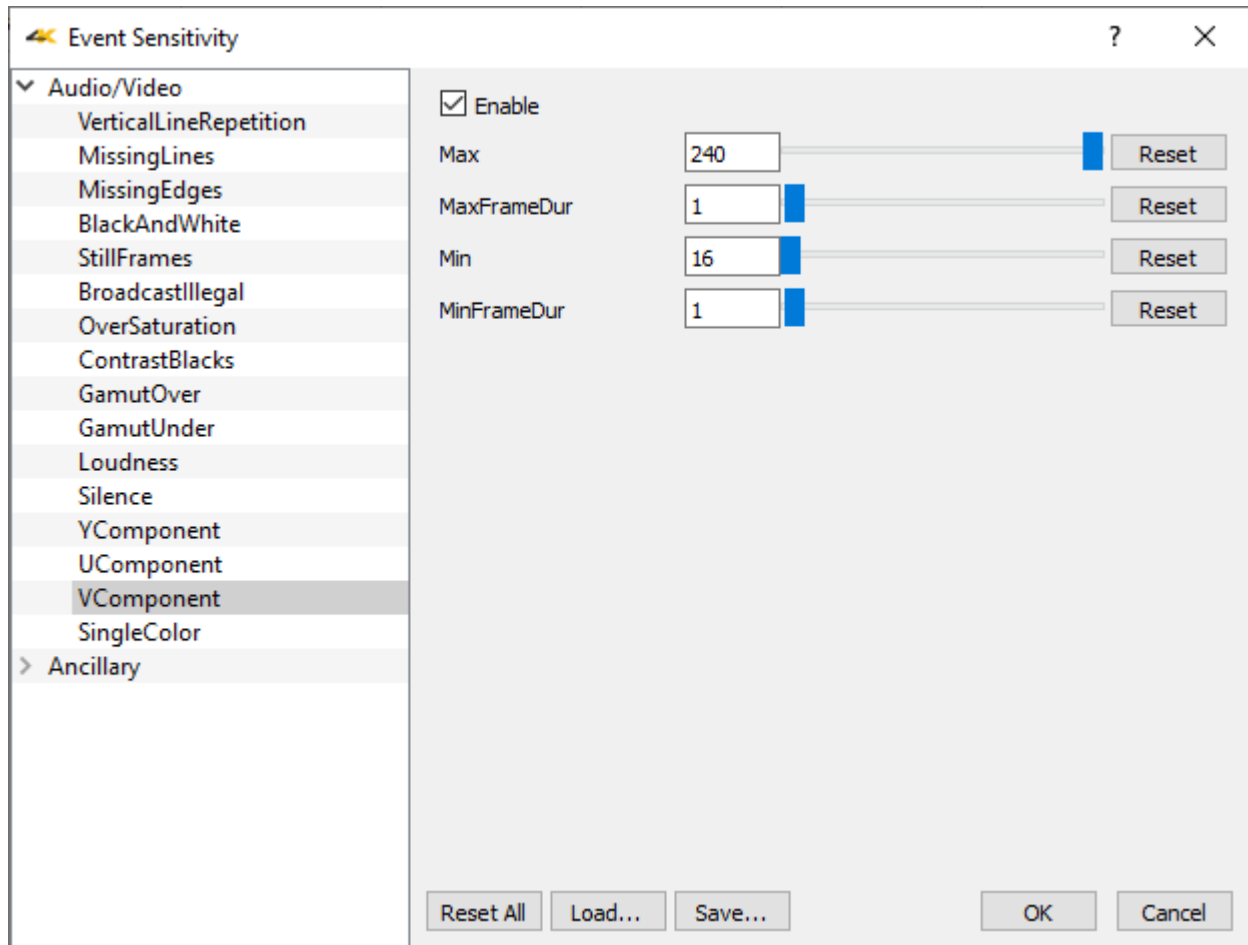 4K Event Sensitivity ?
Audio/Video
VerticalLineRepetition
MissingLines
MissingEdges
BlackAndWhite
StillFrames
BroadcastIllegal
OverSaturation
ContrastBlacks
GamutOver
GamutUnder
Loudness
Silence
YComponent
UComponent
VComponent
SingleColor
Ancillary
Enable
Max 240 Reset
MaxFrameDur 1 Reset
Min 16 Reset
MinFrameDur 1 Reset
Reset All Load... Save... OK Cancel